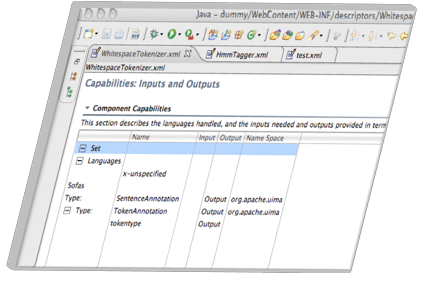 Java – dummy/WebContent/WEB-INF/descriptors/Whitespa
WhitespaceTokenizer.xml HmmTagger.xml test.xml
WhitespaceTokenizer.xml
Capabilities: Inputs and Outputs
Component Capabilities
This section describes the languages handled, and the inputs needed and outputs provided in term
Name Input Output Name Space
Set
Languages
x-unspecified
Sofas
Type: SentenceAnnotation Output org.apache.uima
Type: TokenAnnotation Output org.apache.uima
tokentype Output